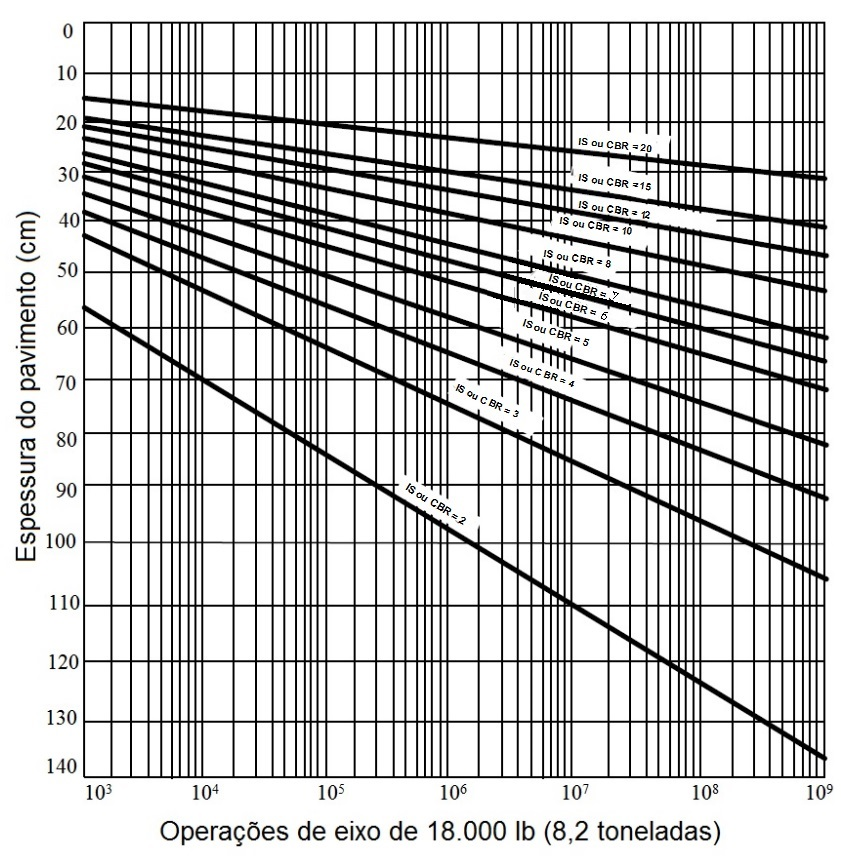 0
10
20
30
40
50
60
70
80
90
100
110
120
130
140
Espessura do pavimento (cm)
IS ou CBR = 20
IS ou CBR = 15
IS ou CBR = 12
IS ou CBR = 10
IS ou CBR = 8
IS ou CBR = 7
IS ou CBR = 6
IS ou CBR = 5
IS ou CBR = 4
IS ou CBR = 3
IS ou CBR = 2
10³ 10⁴ 10⁵ 10⁶ 10⁷ 10⁸ 10⁹
Operações de eixo de 18.000 lb (8,2 toneladas)